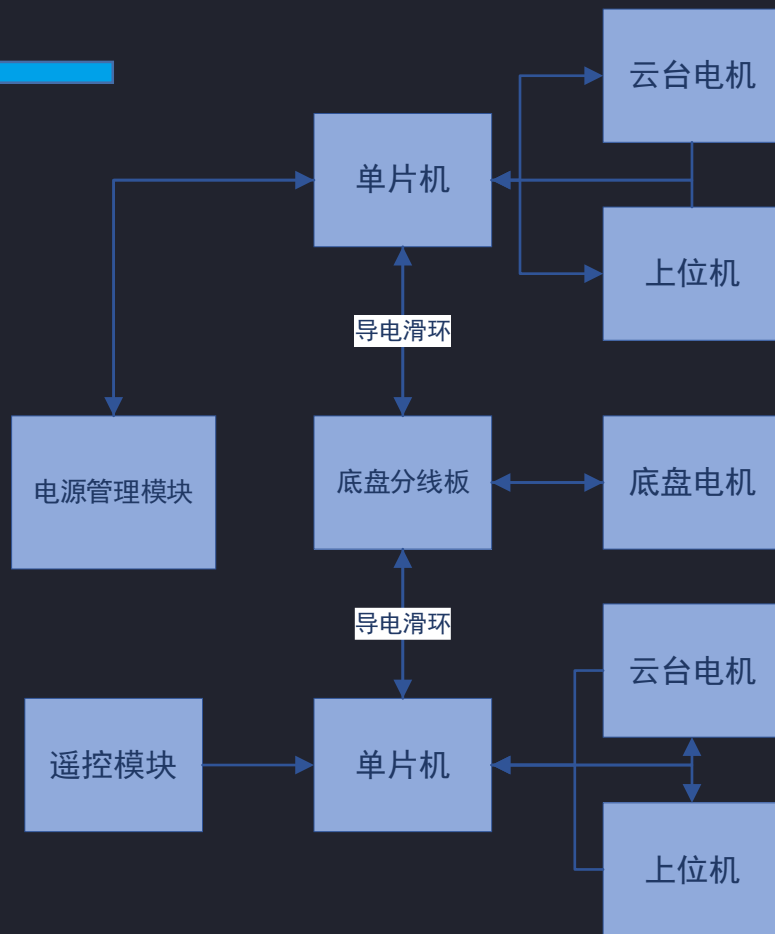 云台电机
单片机
上位机
导电滑环
电源管理模块
底盘分线板
底盘电机
导电滑环
云台电机
遥控模块
单片机
上位机